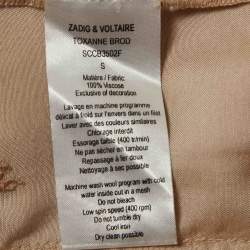 ZADIG & VOLTAIRE
TOXANNE BROD
SCCB3502F
S
Matière / Fabric
100% Viscose
Exclusive of decoration
Lavage en machine programme
délicat à froid sur l'envers dans un filet
Laver avec des couleurs similaires
Chlorage interdit
Essorage faible (400 tr/min)
Ne pas sécher au tambour
Repassage à fer doux
Nettoyage à sec possible
Machine wash wool program with cold
water inside out in a mesh
Do not bleach
Low spin speed (400 rpm)
Do not tumble dry
Cool iron
Dry clean possible